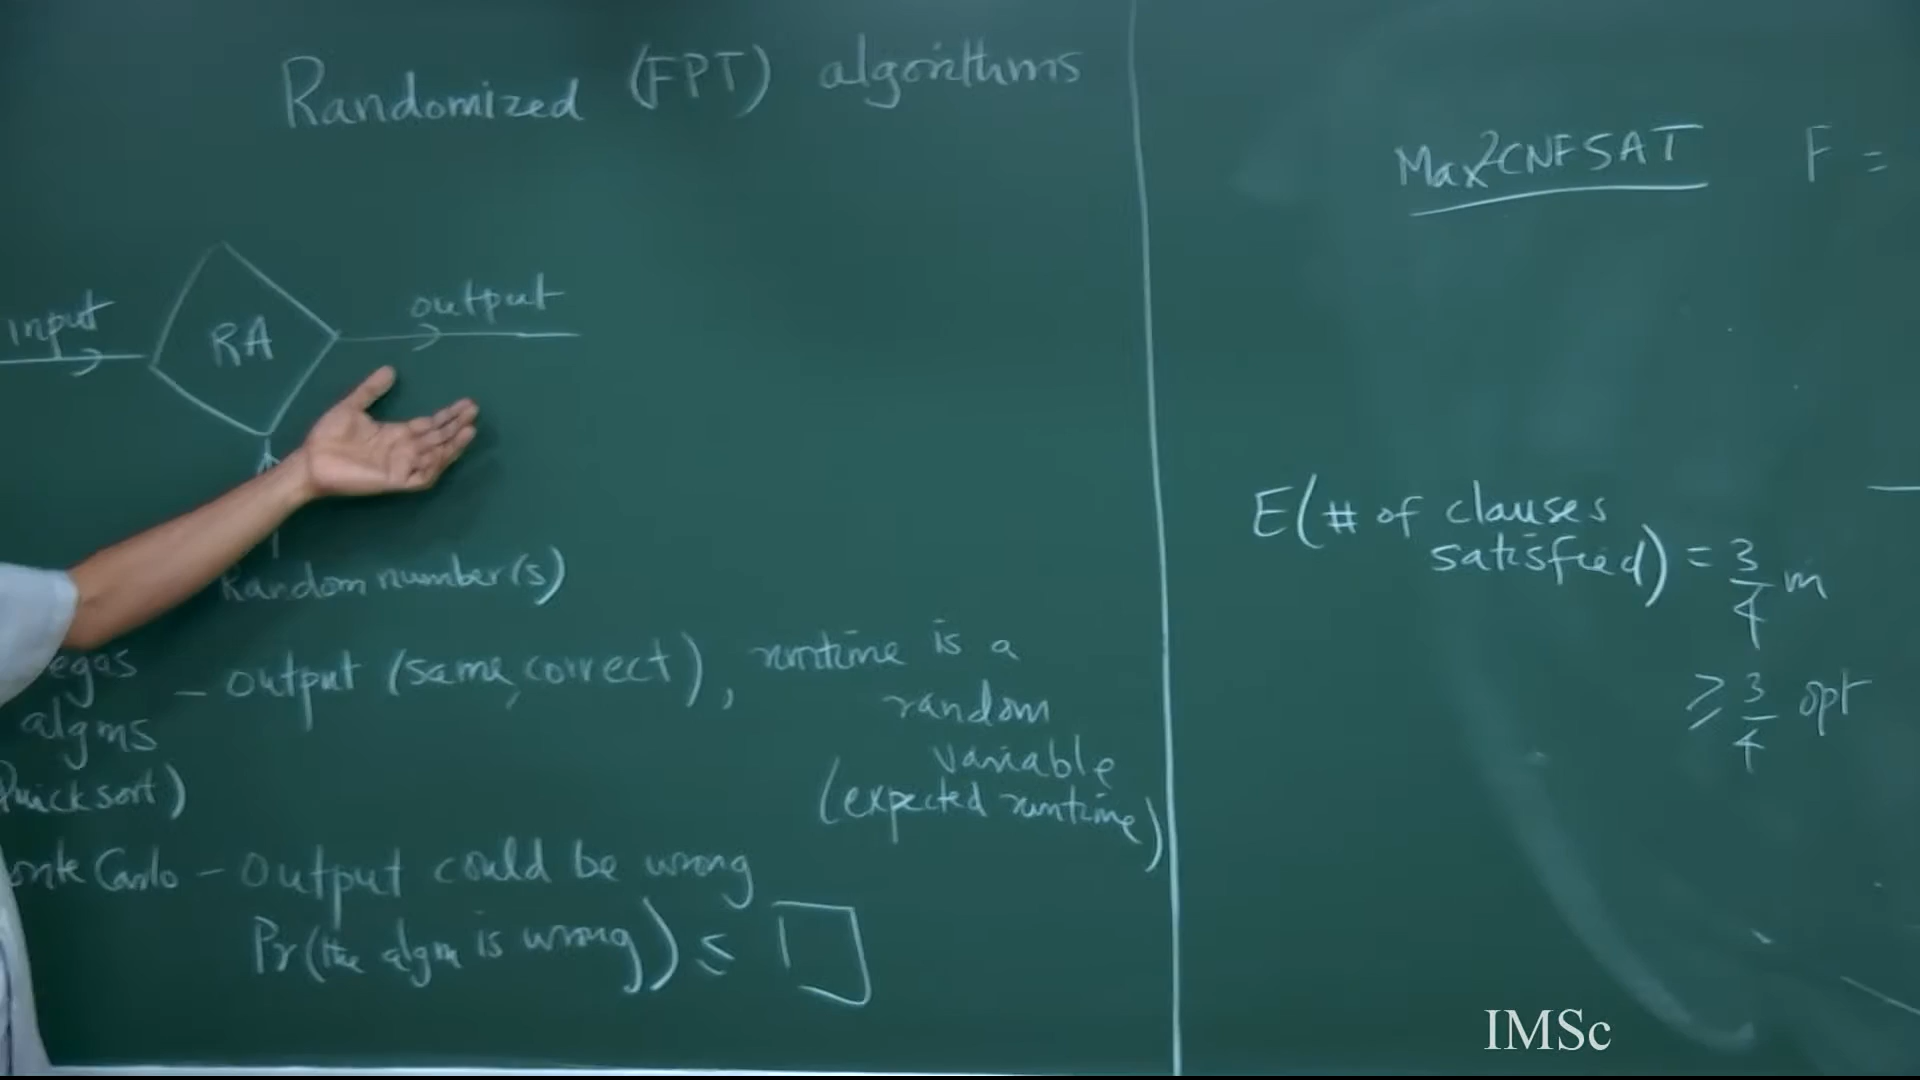 Randomized (FPT) algorithms
input
RA
output
Random number(s)
egas
algms
- output (same, correct), runtime is a
random
variable
(expected runtime)
Quicksort)
onte Carlo - output could be wrong
Pr(the algm is wrong) ≤
Max2CNFSAT F =
E(# of clauses
satisfied) = 3/4 m
≥ 3/4 opt
IMSc